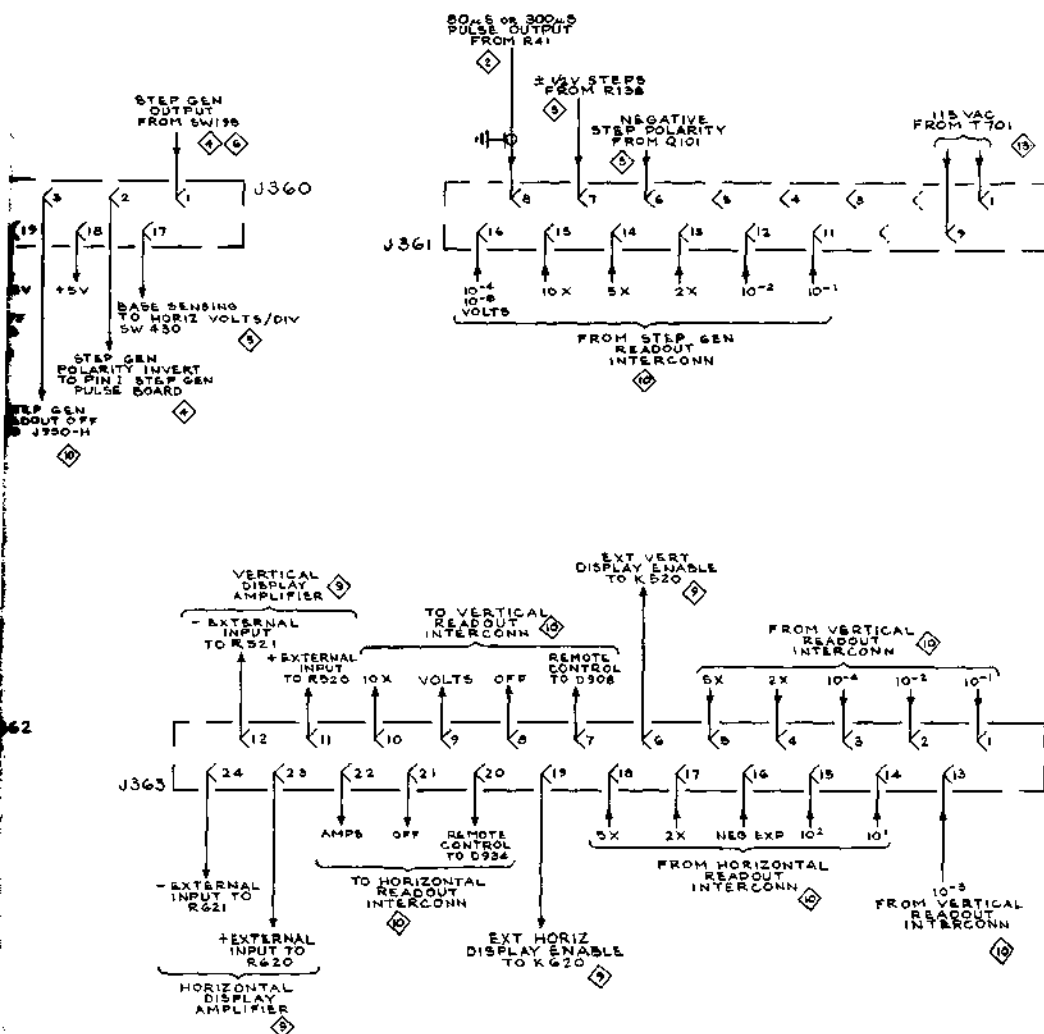 STEP GEN
OUTPUT
FROM SW195
4 6
J360
3 2 1
19 18 17
+5V
BASE SENSING
TO HORIZ VOLTS/DIV
SW 430
5
STEP GEN
POLARITY INVERT
TO PIN I STEP GEN
PULSE BOARD
4
OFF
J950-H
10
80µS OR 300µS
PULSE OUTPUT
FROM R41
2
± 1/2V STEPS
FROM R138
5
NEGATIVE
STEP POLARITY
FROM Q101
5
115 VAC
FROM T701
13
8 7 6 5 4 3 1
J361
16 15 14 13 12 11 9
10-4
VOLTS
10X 5X 2X 10-2 10-1
FROM STEP GEN
READOUT
INTERCONN
10
VERTICAL
DISPLAY
AMPLIFIER
9
- EXTERNAL
INPUT
TO R521
+ EXTERNAL
INPUT
TO R520
TO VERTICAL
READOUT
INTERCONN
10
10X VOLTS OFF
REMOTE
CONTROL
TO D908
EXT VERT
DISPLAY ENABLE
TO K520
9
FROM VERTICAL
READOUT
INTERCONN
10
5X 2X 10-4 10-2 10-1
62
12 11 10 9 8 7 6 5 4 3 2 1
J363
24 23 22 21 20 19 18 17 16 15 14 13
AMPS OFF
REMOTE
CONTROL
TO D934
5X 2X NEG EXP 10² 10¹
- EXTERNAL
INPUT TO
R621
TO HORIZONTAL
READOUT
INTERCONN
10
FROM HORIZONTAL
READOUT
INTERCONN
10
FROM VERTICAL
READOUT
INTERCONN
10
+EXTERNAL
INPUT TO
R620
EXT HORIZ
DISPLAY ENABLE
TO K620
9
HORIZONTAL
DISPLAY
AMPLIFIER
9